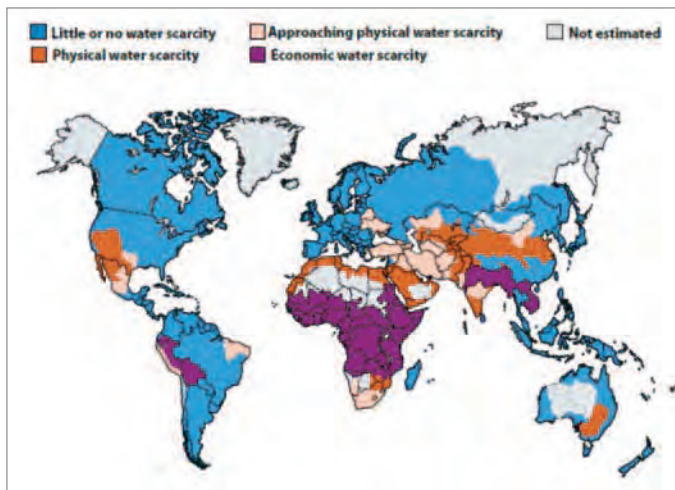 Little or no water scarcity
Approaching physical water scarcity
Not estimated
Physical water scarcity
Economic water scarcity